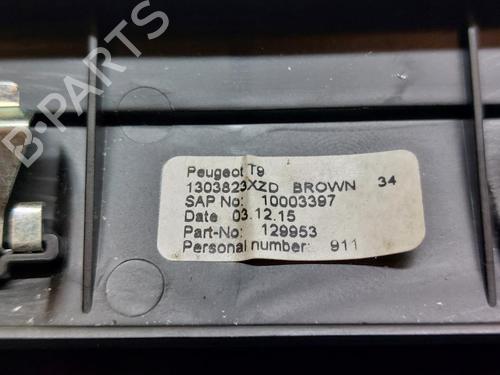 Peugeot T9
1303823XZD BROWN 34
SAP No: 10003397
Date 03.12.15
Part-No: 129953
Personal number: 911
B-PARTS